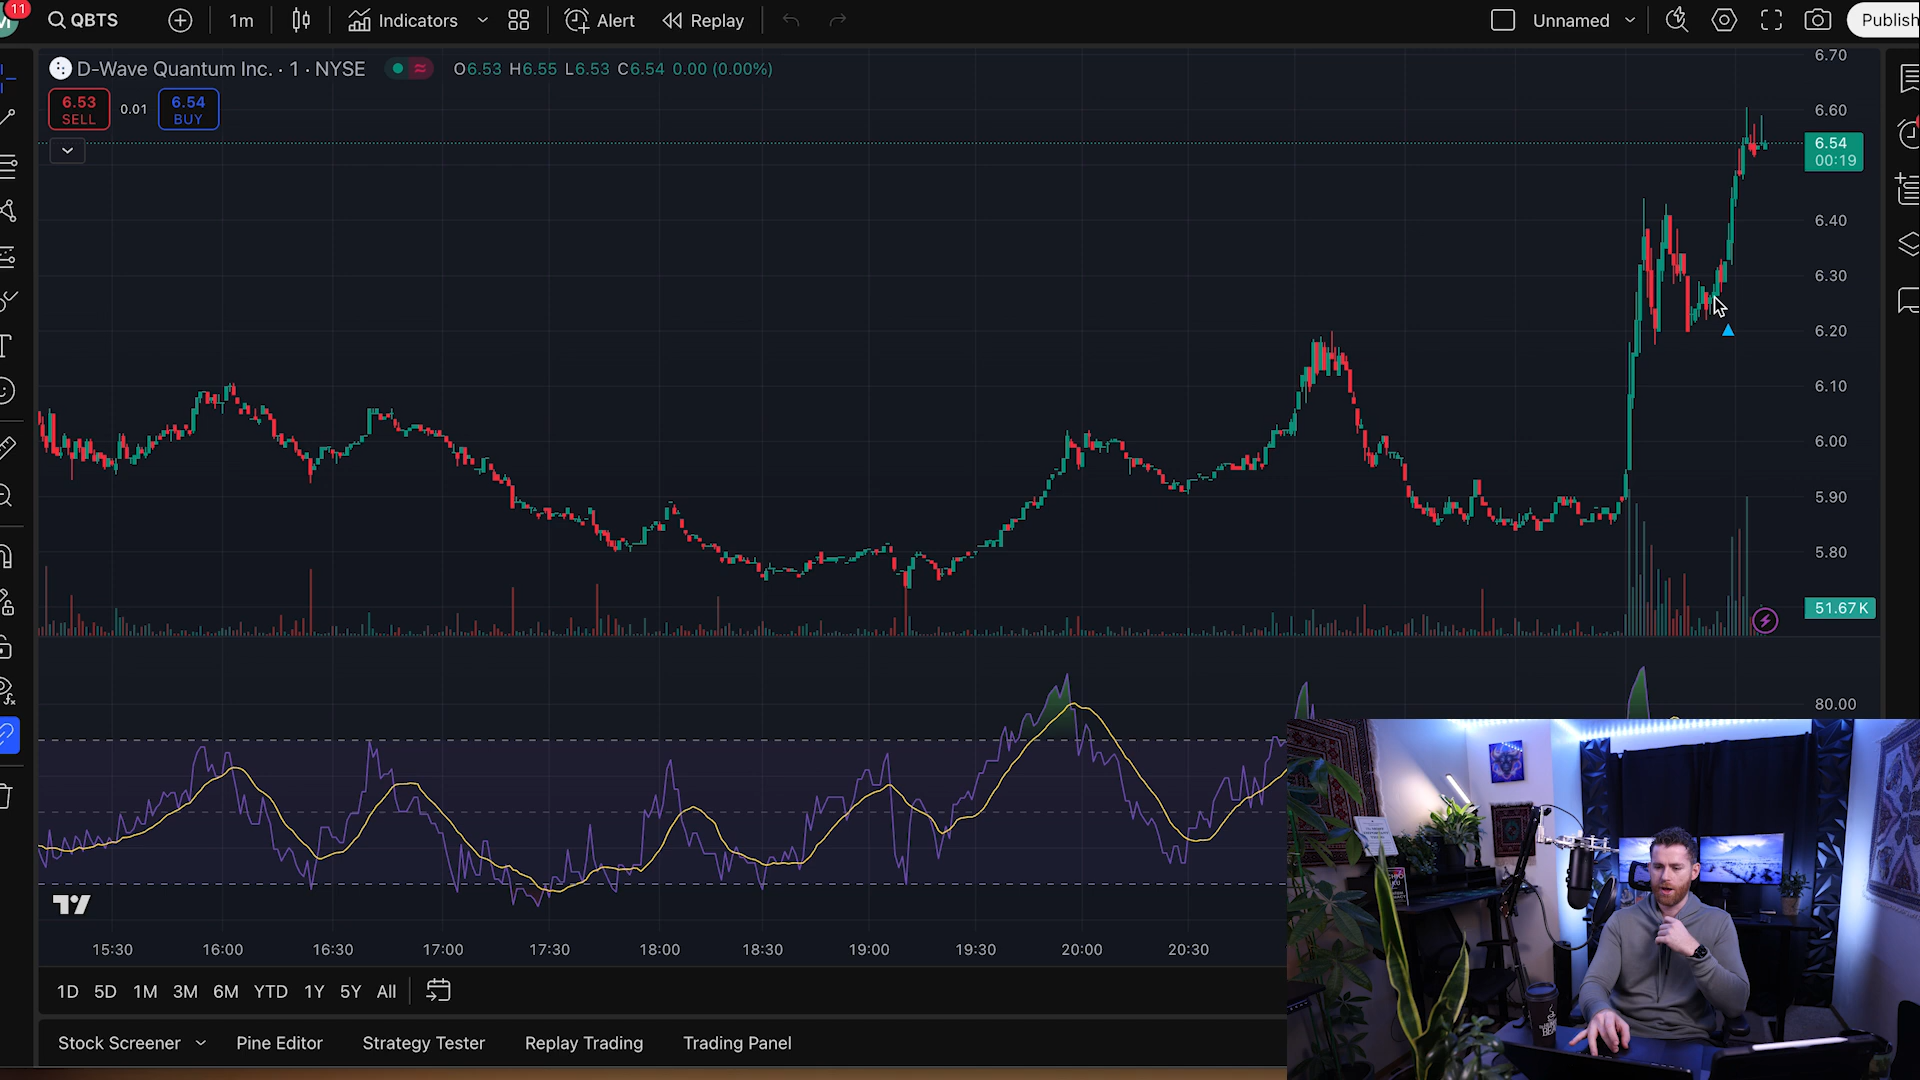 11
QBTS
1m
Indicators
Alert
Replay
Unnamed
Publish
D-Wave Quantum Inc. · 1 · NYSE
O6.53 H6.55 L6.53 C6.54 0.00 (0.00%)
6.53
SELL
0.01
6.54
BUY
6.70
6.60
6.54
00:19
6.40
6.30
6.20
6.10
6.00
5.90
5.80
51.67 K
80.00
15:30 16:00 16:30 17:00 17:30 18:00 18:30 19:00 19:30 20:00 20:30
1D 5D 1M 3M 6M YTD 1Y 5Y All
Stock Screener Pine Editor Strategy Tester Replay Trading Trading Panel